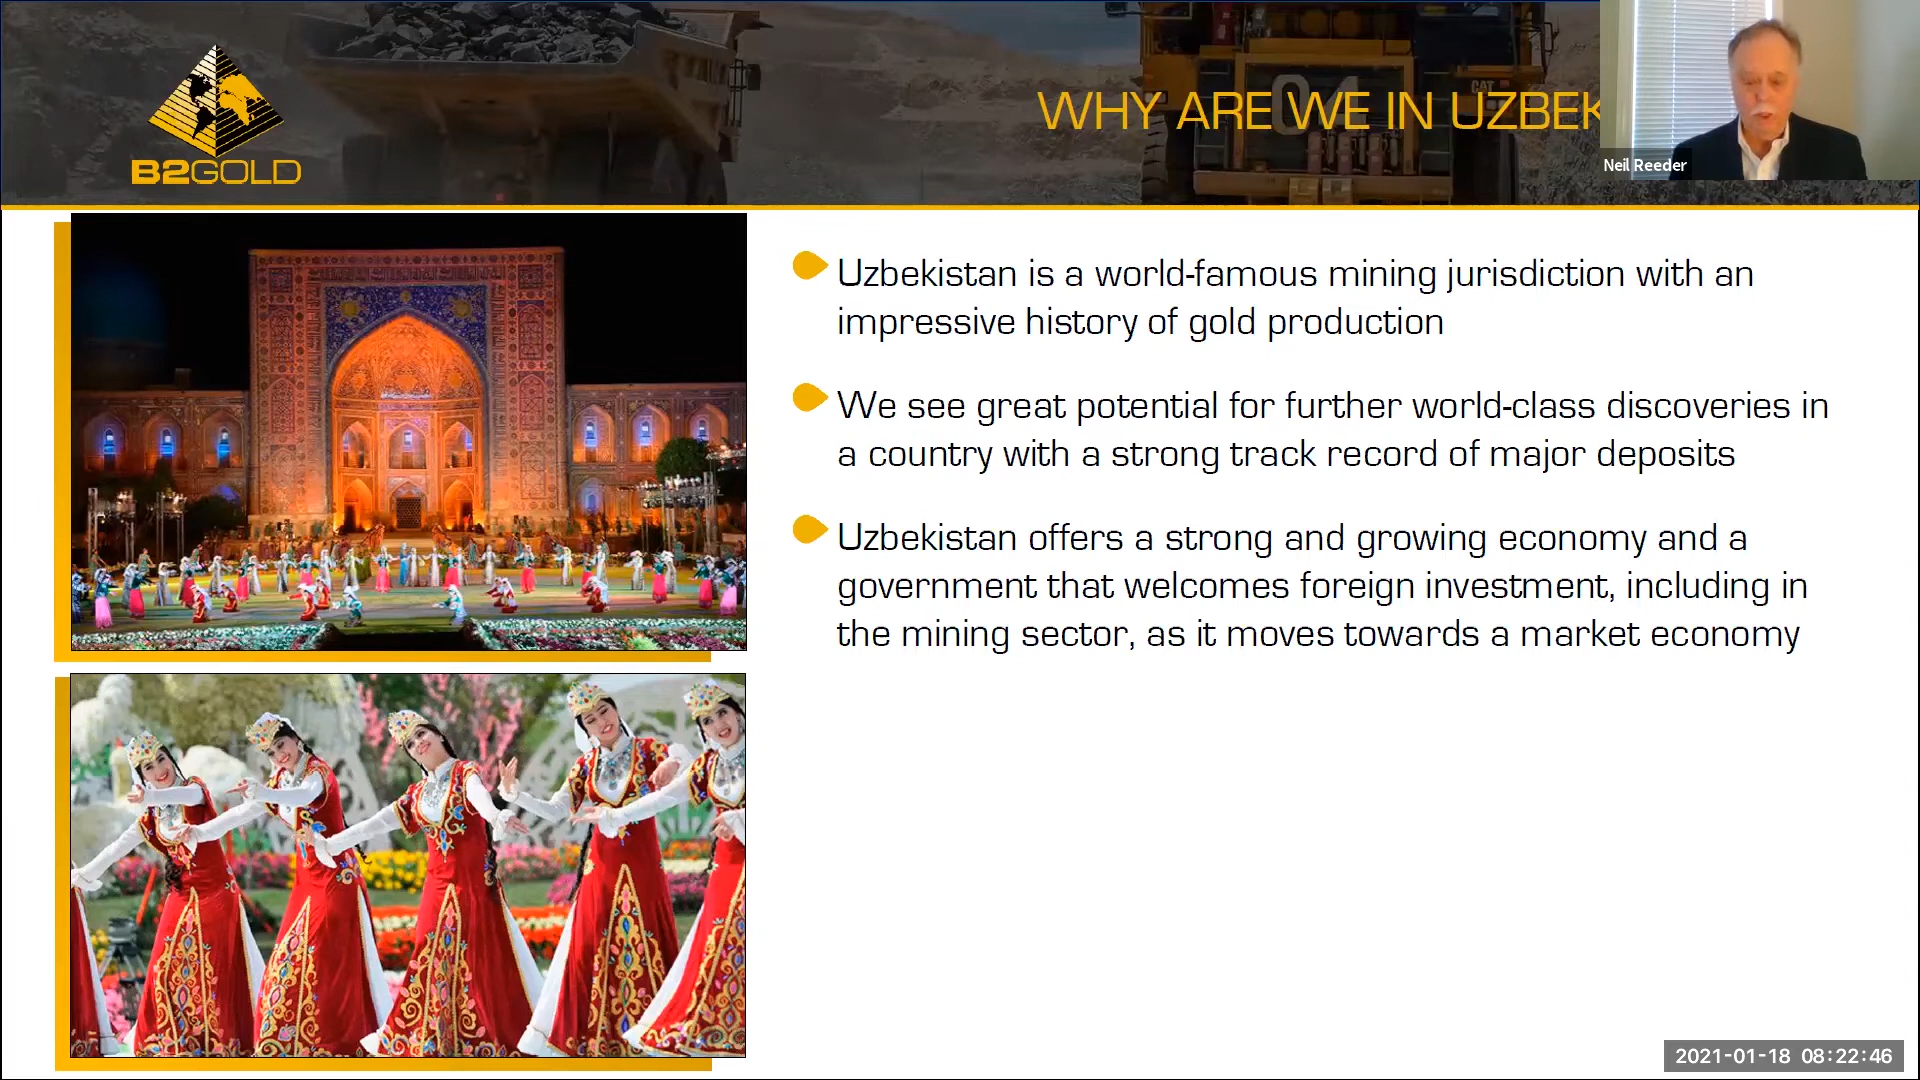 B2GOLD
WHY ARE WE IN UZBEK
04
CAT
Neil Reeder
Uzbekistan is a world-famous mining jurisdiction with an
impressive history of gold production
We see great potential for further world-class discoveries in
a country with a strong track record of major deposits
Uzbekistan offers a strong and growing economy and a
government that welcomes foreign investment, including in
the mining sector, as it moves towards a market economy
2021-01-18 08:22:46